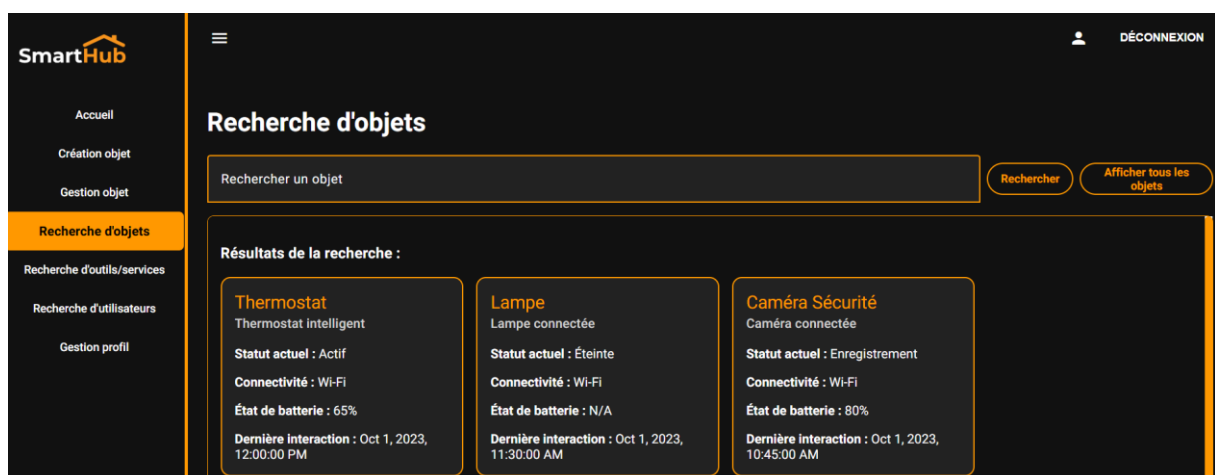 SmartHub
DÉCONNEXION
Accueil
Création objet
Gestion objet
Recherche d'objets
Recherche d'outils/services
Recherche d'utilisateurs
Gestion profil
Recherche d'objets
Rechercher un objet
Rechercher
Afficher tous les
objets
Résultats de la recherche :
Thermostat
Thermostat intelligent
Statut actuel : Actif
Connectivité : Wi-Fi
État de batterie : 65%
Dernière interaction : Oct 1, 2023,
12:00:00 PM
Lampe
Lampe connectée
Statut actuel : Éteinte
Connectivité : Wi-Fi
État de batterie : N/A
Dernière interaction : Oct 1, 2023,
11:30:00 AM
Caméra Sécurité
Caméra connectée
Statut actuel : Enregistrement
Connectivité : Wi-Fi
État de batterie : 80%
Dernière interaction : Oct 1, 2023,
10:45:00 AM